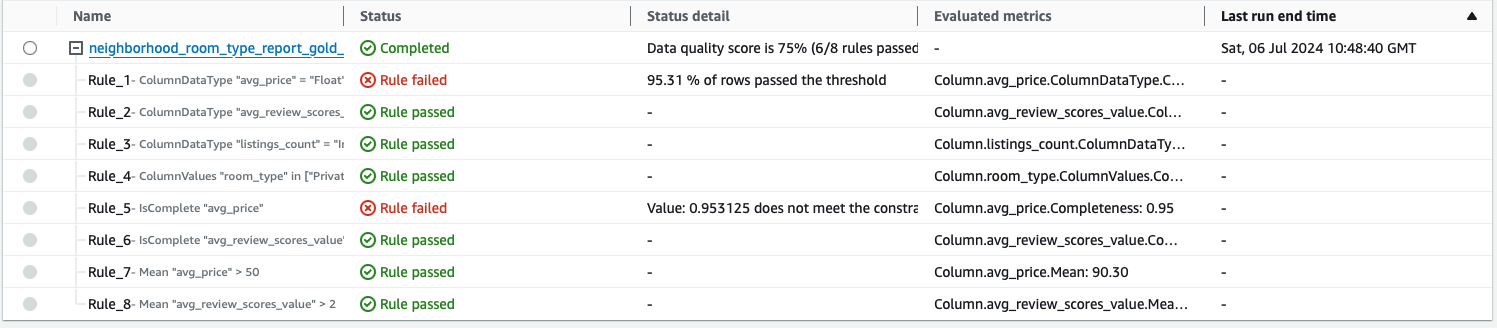 Name Status Status detail Evaluated metrics Last run end time
neighborhood_room_type_report_gold_ Completed Data quality score is 75% (6/8 rules passed - Sat, 06 Jul 2024 10:48:40 GMT
Rule_1- ColumnDataType "avg_price" = "Float" Rule failed 95.31 % of rows passed the threshold Column.avg_price.ColumnDataType.C... -
Rule_2- ColumnDataType "avg_review_scores_ Rule passed - Column.avg_review_scores_value.Col... -
Rule_3- ColumnDataType "listings_count" = "In Rule passed - Column.listings_count.ColumnDataTy... -
Rule_4- ColumnValues "room_type" in ["Privat Rule passed - Column.room_type.ColumnValues.Co... -
Rule_5- IsComplete "avg_price" Rule failed Value: 0.953125 does not meet the constra Column.avg_price.Completeness: 0.95 -
Rule_6- IsComplete "avg_review_scores_value" Rule passed - Column.avg_review_scores_value.Co... -
Rule_7- Mean "avg_price" > 50 Rule passed - Column.avg_price.Mean: 90.30 -
Rule_8- Mean "avg_review_scores_value" > 2 Rule passed - Column.avg_review_scores_value.Mea... -